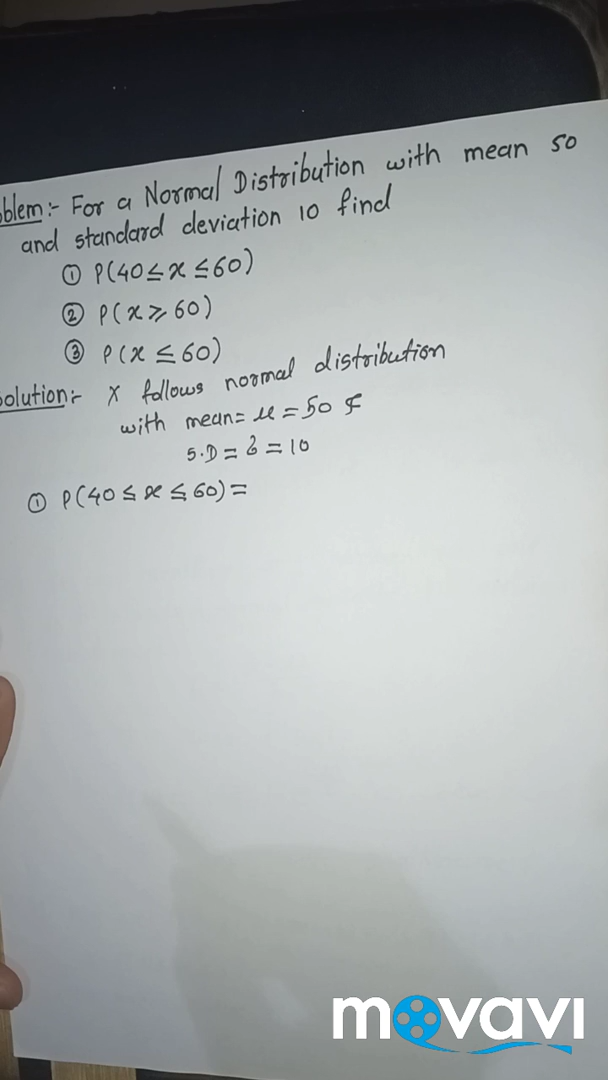 oblem:- For a Normal Distribution with mean 50
and standard deviation 10 find
① P(40 ≤ x ≤ 60)
② P(x ≥ 60)
③ P(x ≤ 60)
olution:- X follows normal distribution
with mean = μ = 50 &
S.D = σ = 10
① P(40 ≤ x ≤ 60) =
movavi